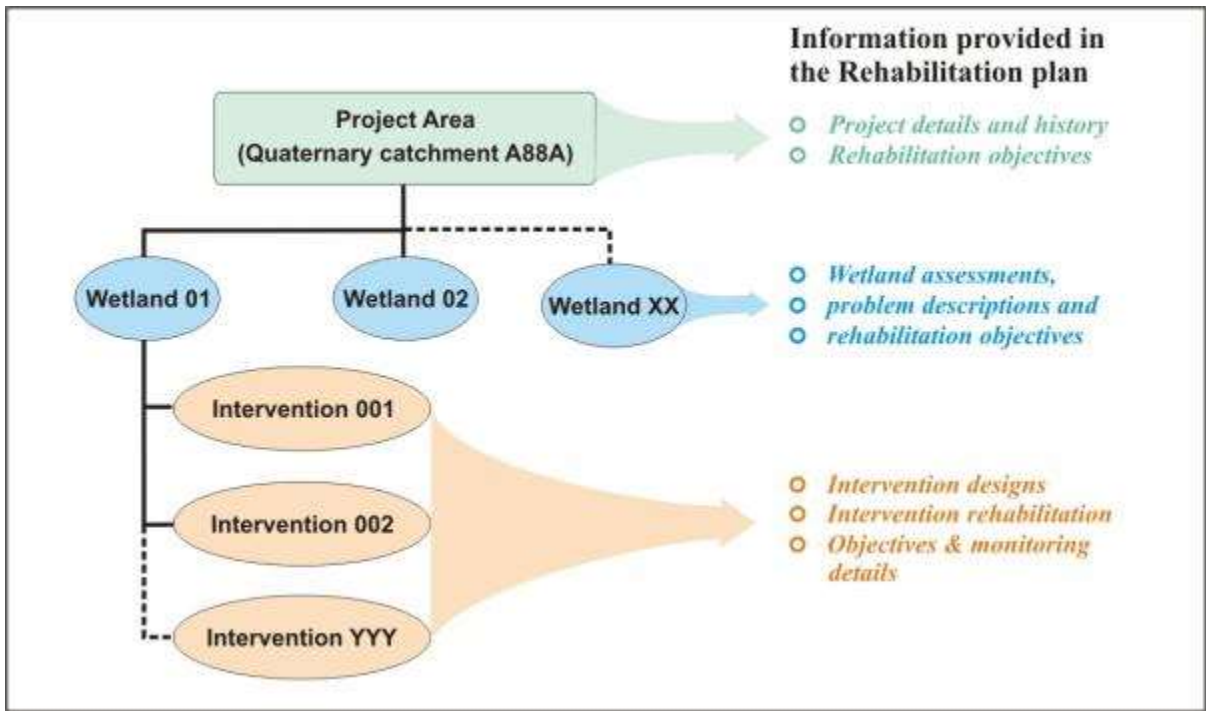 Information provided in
the Rehabilitation plan
Project Area
(Quaternary catchment A88A)
Project details and history
Rehabilitation objectives
Wetland 01
Wetland 02
Wetland XX
Wetland assessments,
problem descriptions and
rehabilitation objectives
Intervention 001
Intervention 002
Intervention YYY
Intervention designs
Intervention rehabilitation
Objectives & monitoring
details